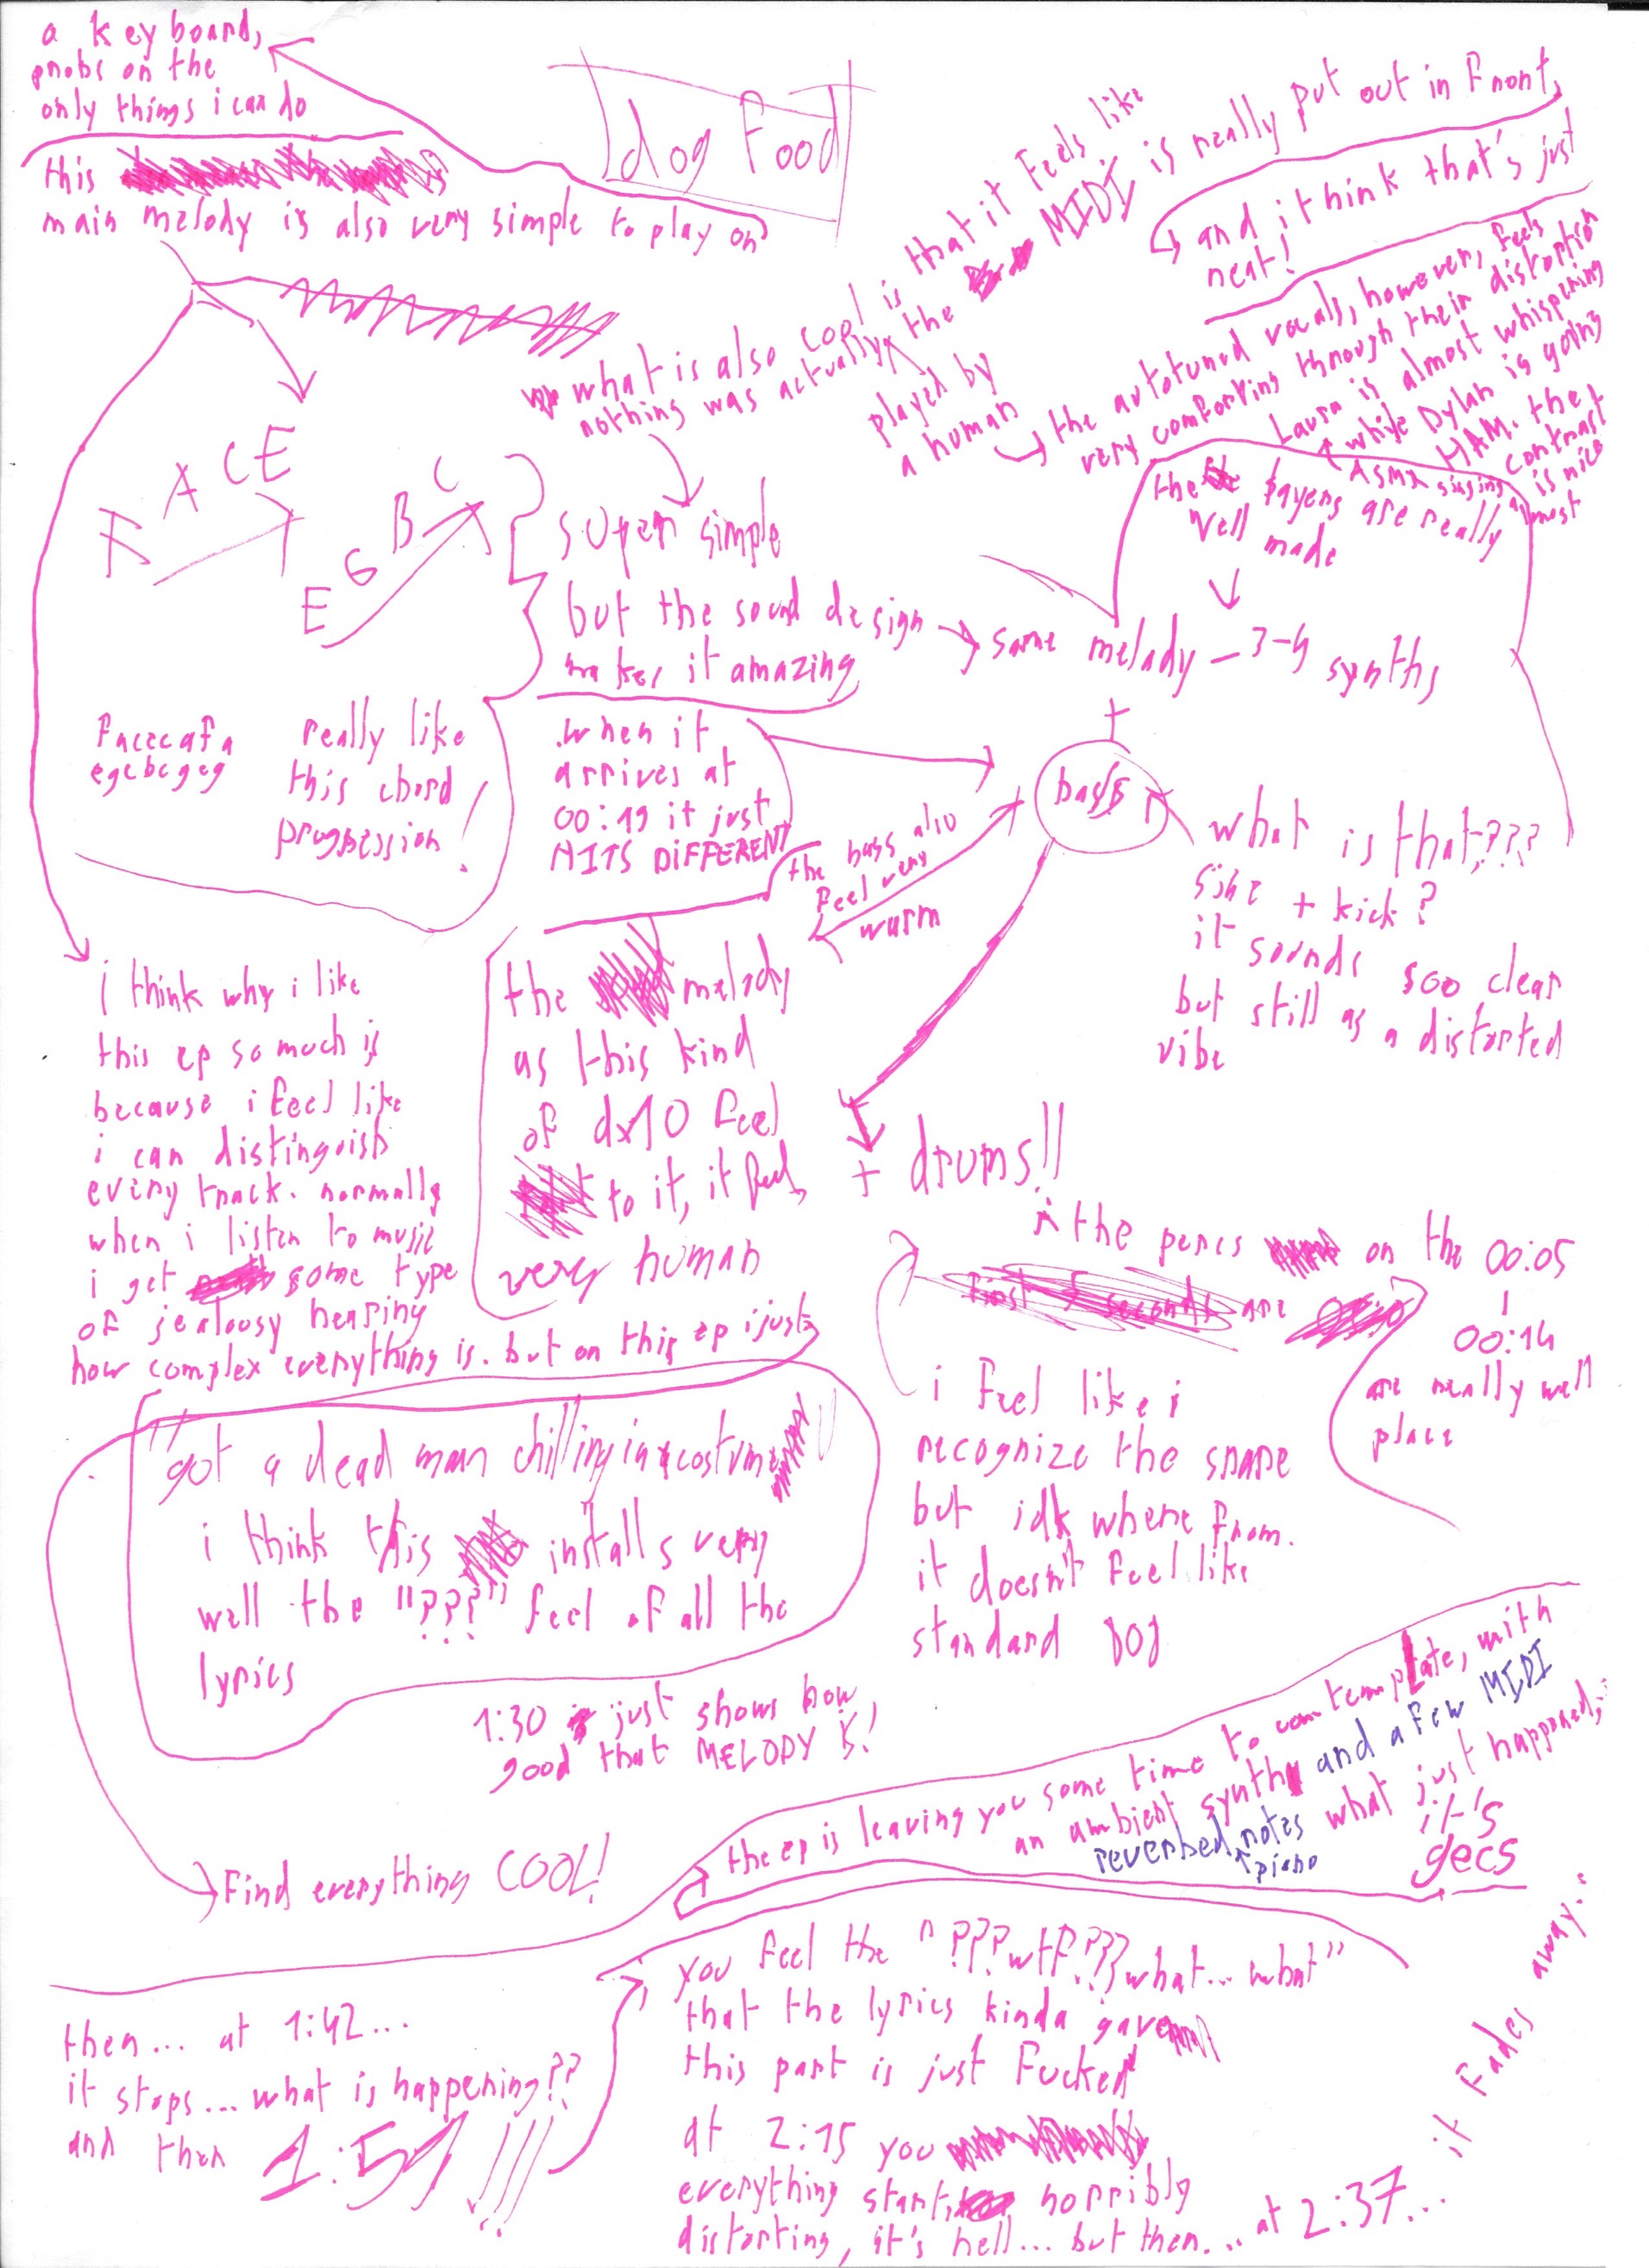 dog food
this
main melody is also very simple to play on
a keyboard,
probs on the
only things i can do
F A C E
E G B C
facecafa
egcbcgeg
really like
this chord
progression!
super simple
but the sound design
makes it amazing
what is also cool is that it feels like
nothing was actually played by a human
the MIDI is really put out in front,
and i think that's just
neat!
the autotuned vocals, however, feels
very comforting through their distortion
Laura is almost whispering
while Dylan is going
HAM. the contrast is nice
ASMR singing almost
the layers are really
well made
same melody - 3-4 synths
+
bass
when it
arrives at
00:19 it just
HITS DIFFERENT
the bass also
feel very
warm
what is that????
sine + kick?
it sounds soo clear
but still as a distorted
vibe
the melody
as this kind
of dx10 feel
to it, it feels
very human
+ drums!!
the percs on the 00:05
00:14
are really well
place
i feel like i
recognize the snare
but idk where from.
it doesn't feel like
standard 808
i think why i like
this ep so much is
because i feel like
i can distinguish
every track. normally
when i listen to music
i get some type
of jealousy hearing
how complex everything is. but on this ep i just
find everything COOL!
"got a dead man chilling in a costume"
i think this installs very
well the "???" feel of all the
lyrics
1:30 just shows how
good that MELODY is!
then... at 1:42...
it stops... what is happening??
and then 1:51!!!
you feel the "???wtf???what... what"
that the lyrics kinda gave
this part is just fucked
at 2:15 you
everything start horribly
distorting, it's hell... but then... at 2:37... it fades away..
the ep is leaving you some time to contemplate, with
an ambient synth and a few MIDI
reverbed notes what just happened;
piano
it's
gecs